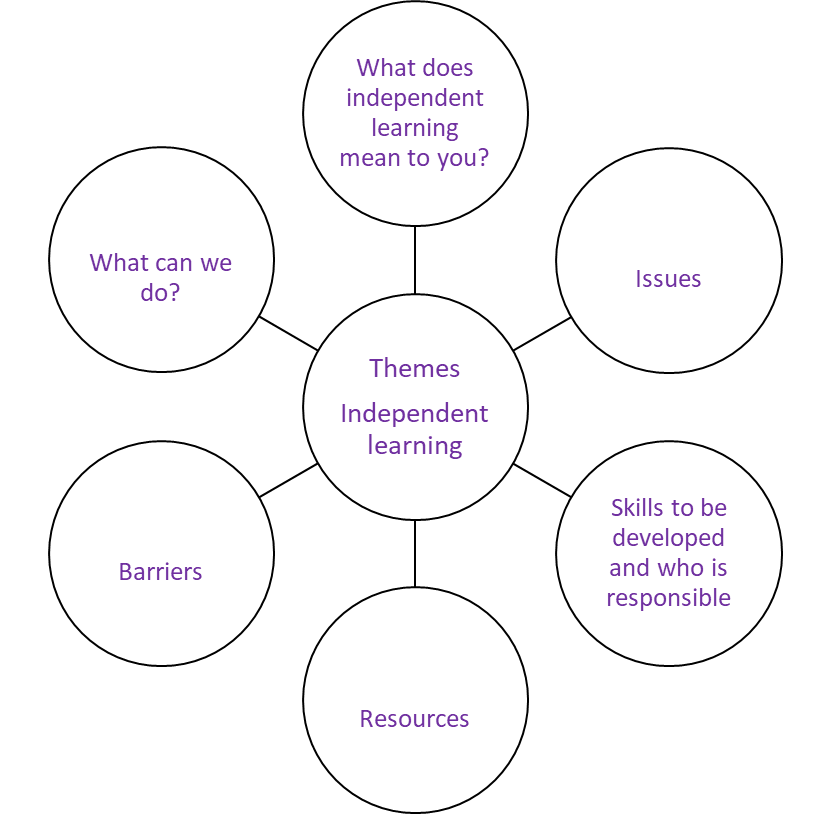 What does
independent
learning
mean to you?
What can we
do?
Issues
Themes
Independent
learning
Skills to be
developed
and who is
responsible
Barriers
Resources